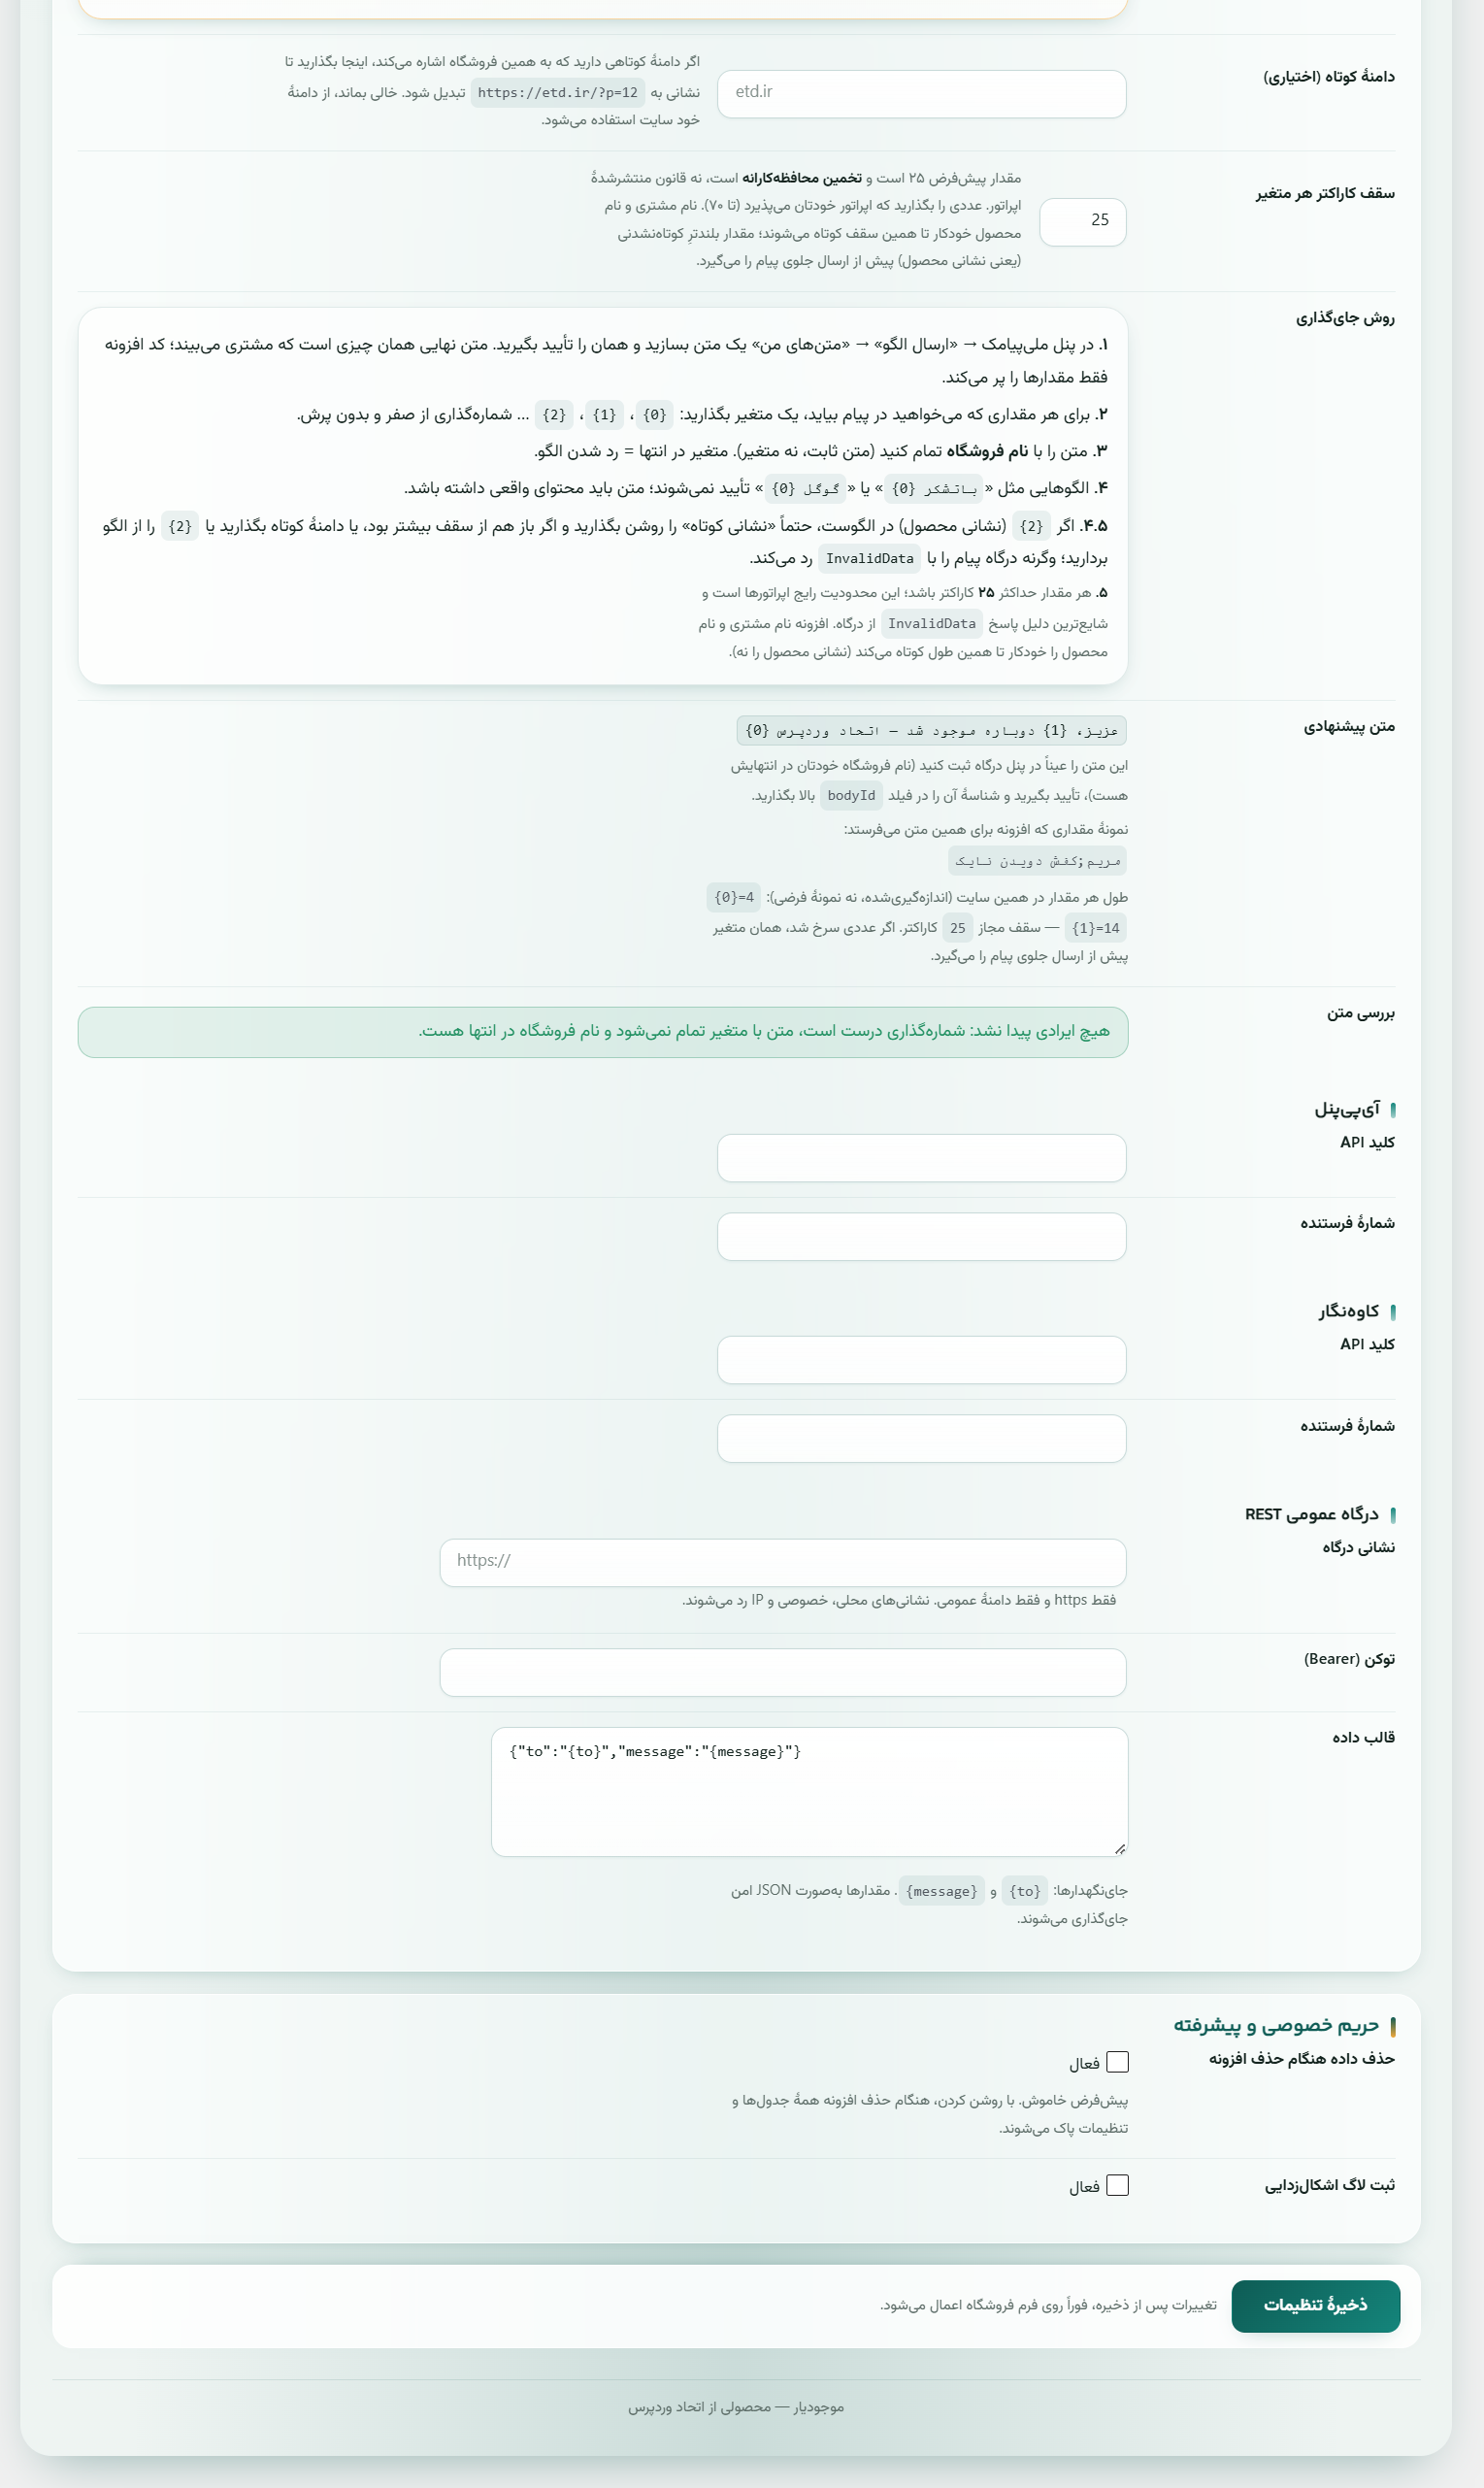 دامنهٔ کوتاه (اختیاری)
etd.ir
اگر دامنهٔ کوتاهی دارید که به همین فروشگاه اشاره می‌کند، اینجا بگذارید تا
نشانی به https://etd.ir/?p=12 تبدیل شود. خالی بماند، از دامنهٔ
خود سایت استفاده می‌شود.
سقف کاراکتر هر متغیر
25
مقدار پیش‌فرض ۲۵ است و تخمین محافظه‌کارانه است، نه قانون منتشرشدهٔ
اپراتور. عددی را بگذارید که اپراتور خودتان می‌پذیرد (تا ۷۰). نام مشتری و نام
محصول خودکار تا همین سقف کوتاه می‌شوند؛ مقدار بلندترِ کوتاه‌نشدنی
(یعنی نشانی محصول) پیش از ارسال جلوی پیام را می‌گیرد.
روش جای‌گذاری
۱. در پنل ملی‌پیامک → «ارسال الگو» → «متن‌های من» یک متن بسازید و همان را تأیید بگیرید. متن نهایی همان چیزی است که مشتری می‌بیند؛ کد افزونه
فقط مقدارها را پر می‌کند.
۲. برای هر مقداری که می‌خواهید در پیام بیاید، یک متغیر بگذارید: {0}، {1}، {2} … شماره‌گذاری از صفر و بدون پرش.
۳. متن را با نام فروشگاه تمام کنید (متن ثابت، نه متغیر). متغیر در انتها = رد شدن الگو.
۴. الگوهایی مثل «باتشکر {0}» یا «گوگل {0}» تأیید نمی‌شوند؛ متن باید محتوای واقعی داشته باشد.
۴.۵. اگر {2} (نشانی محصول) در الگوست، حتماً «نشانی کوتاه» را روشن بگذارید و اگر باز هم از سقف بیشتر بود، یا دامنهٔ کوتاه بگذارید یا {2} را از الگو
بردارید؛ وگرنه درگاه پیام را با InvalidData رد می‌کند.
۵. هر مقدار حداکثر ۲۵ کاراکتر باشد؛ این محدودیت رایج اپراتورها است و
شایع‌ترین دلیل پاسخ InvalidData از درگاه. افزونه نام مشتری و نام
محصول را خودکار تا همین طول کوتاه می‌کند (نشانی محصول را نه).
متن پیشنهادی
{0} عزیز، {1} دوباره موجود شد — اتحاد وردپرس
این متن را عیناً در پنل درگاه ثبت کنید (نام فروشگاه خودتان در انتهایش
هست)، تأیید بگیرید و شناسهٔ آن را در فیلد bodyId بالا بگذارید.
نمونهٔ مقداری که افزونه برای همین متن می‌فرستد:
مریم;کفش دویدن نایک
طول هر مقدار در همین سایت (اندازه‌گیری‌شده، نه نمونهٔ فرضی): {0}=4
{1}=14 — سقف مجاز 25 کاراکتر. اگر عددی سرخ شد، همان متغیر
پیش از ارسال جلوی پیام را می‌گیرد.
بررسی متن
هیچ ایرادی پیدا نشد: شماره‌گذاری درست است، متن با متغیر تمام نمی‌شود و نام فروشگاه در انتها هست.
آی‌پی‌پنل
کلید API
شمارهٔ فرستنده
کاوه‌نگار
کلید API
شمارهٔ فرستنده
درگاه عمومی REST
نشانی درگاه
https://
فقط https و فقط دامنهٔ عمومی. نشانی‌های محلی، خصوصی و IP رد می‌شوند.
توکن (Bearer)
قالب داده
{"to":"{to}","message":"{message}"}
جای‌نگهدارها: {to} و {message}. مقدارها به‌صورت JSON امن
جای‌گذاری می‌شوند.
حریم خصوصی و پیشرفته
حذف داده هنگام حذف افزونه
فعال
پیش‌فرض خاموش. با روشن کردن، هنگام حذف افزونه همهٔ جدول‌ها و
تنظیمات پاک می‌شوند.
ثبت لاگ اشکال‌زدایی
فعال
ذخیرهٔ تنظیمات
تغییرات پس از ذخیره، فوراً روی فرم فروشگاه اعمال می‌شود.
موجودیار — محصولی از اتحاد وردپرس